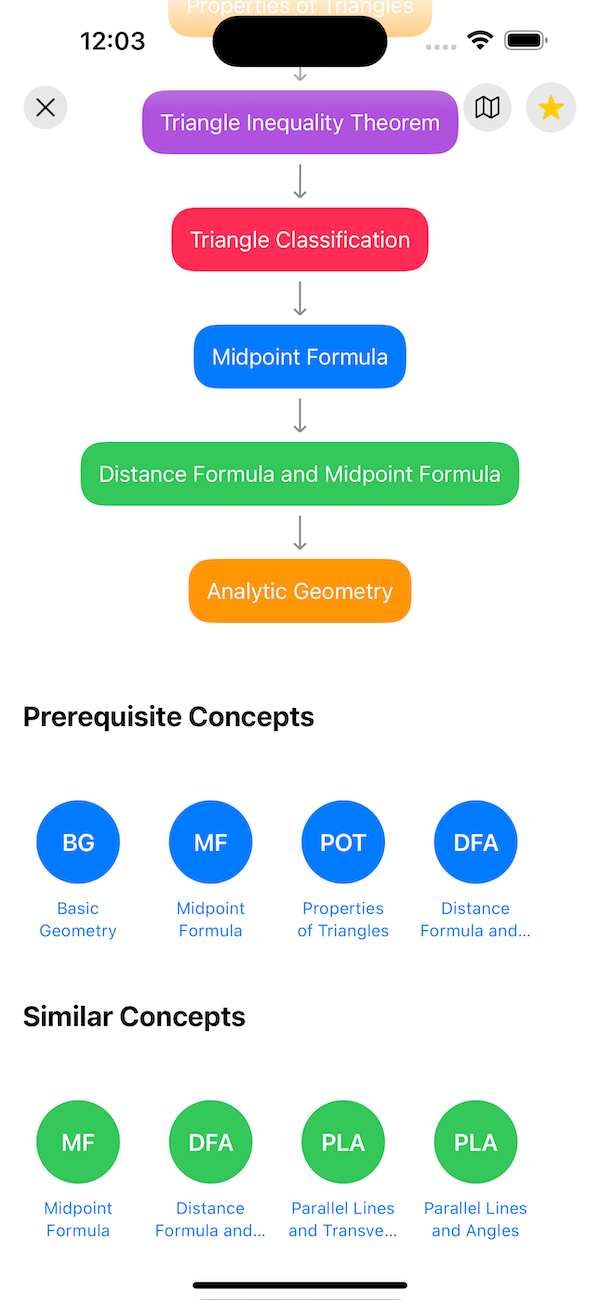 Properties of Triangles
12:03
Triangle Inequality Theorem
Triangle Classification
Midpoint Formula
Distance Formula and Midpoint Formula
Analytic Geometry
Prerequisite Concepts
BG
MF
POT
DFA
Basic
Geometry
Midpoint
Formula
Properties
of Triangles
Distance
Formula and...
Similar Concepts
MF
DFA
PLA
PLA
Midpoint
Formula
Distance
Formula and...
Parallel Lines
and Transve...
Parallel Lines
and Angles